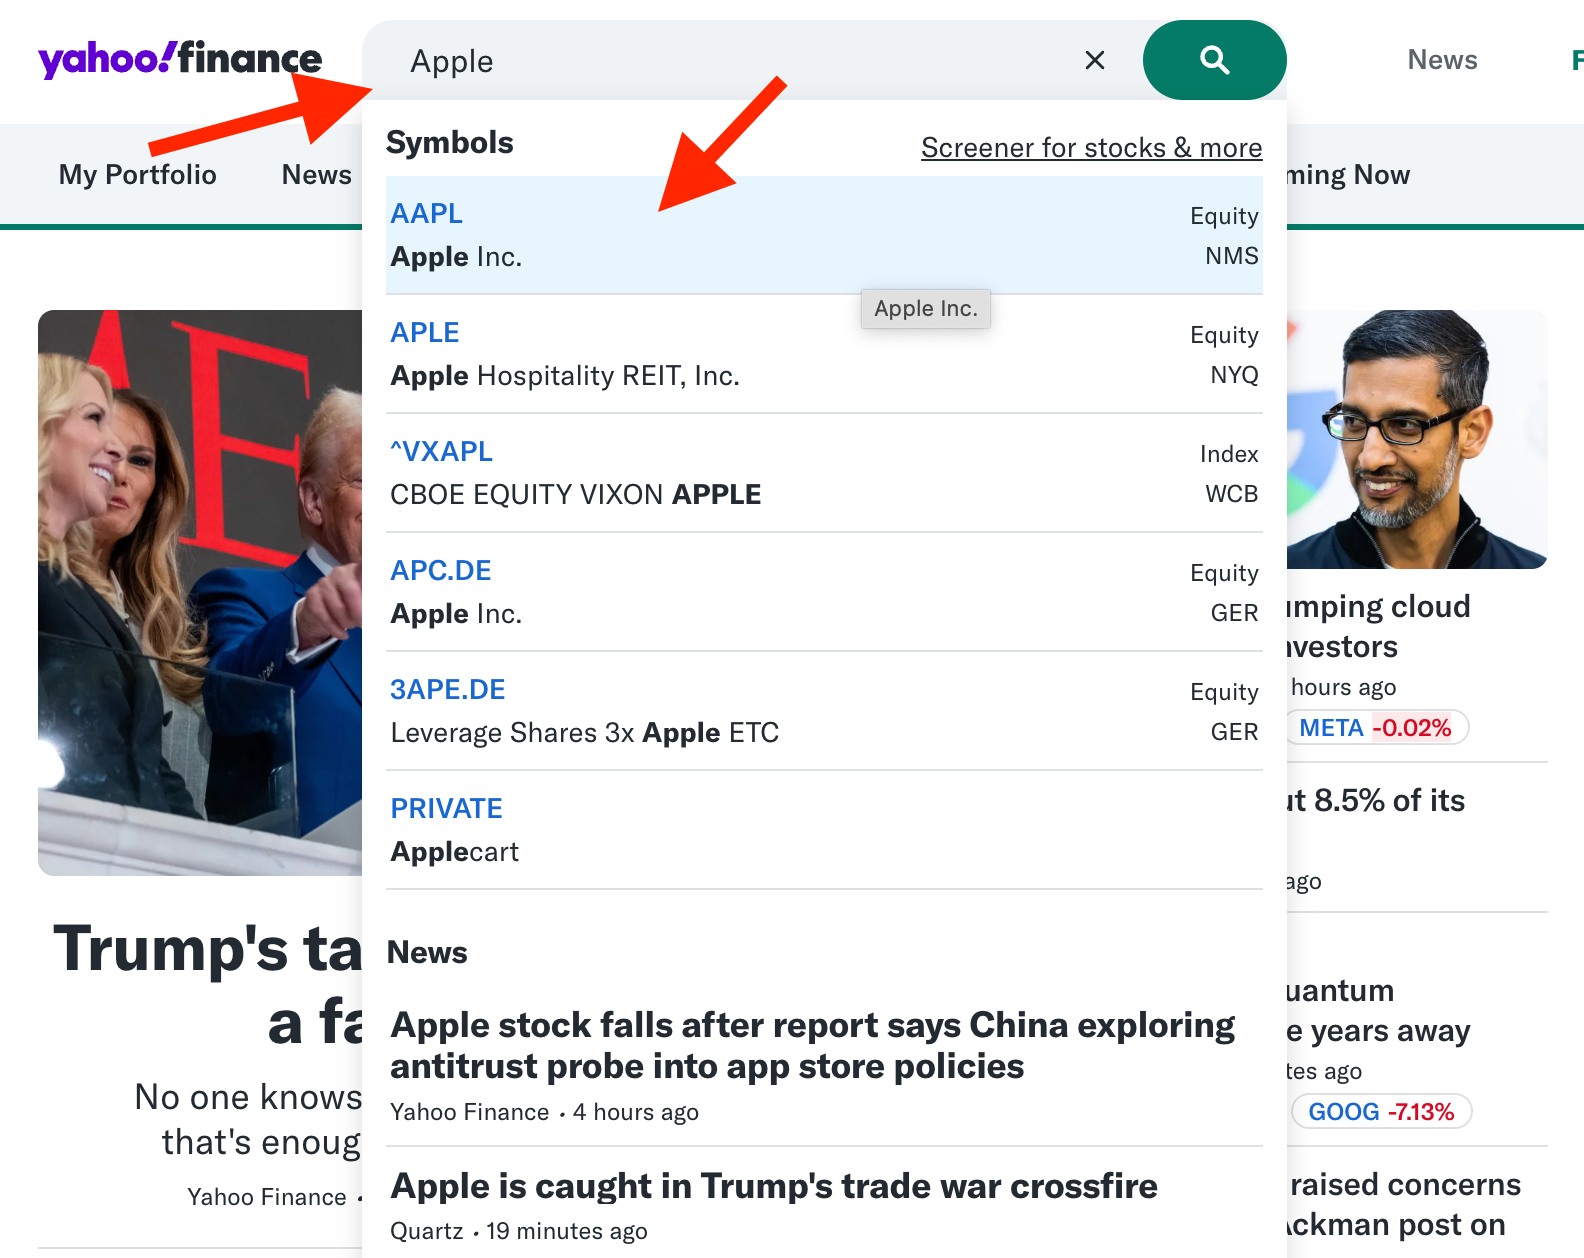 yahoo!finance
Apple
News
My Portfolio
News
ming Now
Symbols
Screener for stocks & more
AAPL
Equity
Apple Inc.
NMS
Apple Inc.
APLE
Equity
Apple Hospitality REIT, Inc.
NYQ
^VXAPL
Index
CBOE EQUITY VIXON APPLE
WCB
APC.DE
Equity
Apple Inc.
GER
3APE.DE
Equity
Leverage Shares 3x Apple ETC
GER
PRIVATE
Applecart
News
Apple stock falls after report says China exploring
antitrust probe into app store policies
Yahoo Finance • 4 hours ago
Apple is caught in Trump's trade war crossfire
Quartz • 19 minutes ago
Trump's ta
a fa
No one knows
that's enoug
Yahoo Finance •
umping cloud
nvestors
hours ago
META -0.02%
ut 8.5% of its
ago
uantum
e years away
tes ago
GOOG -7.13%
raised concerns
Ackman post on